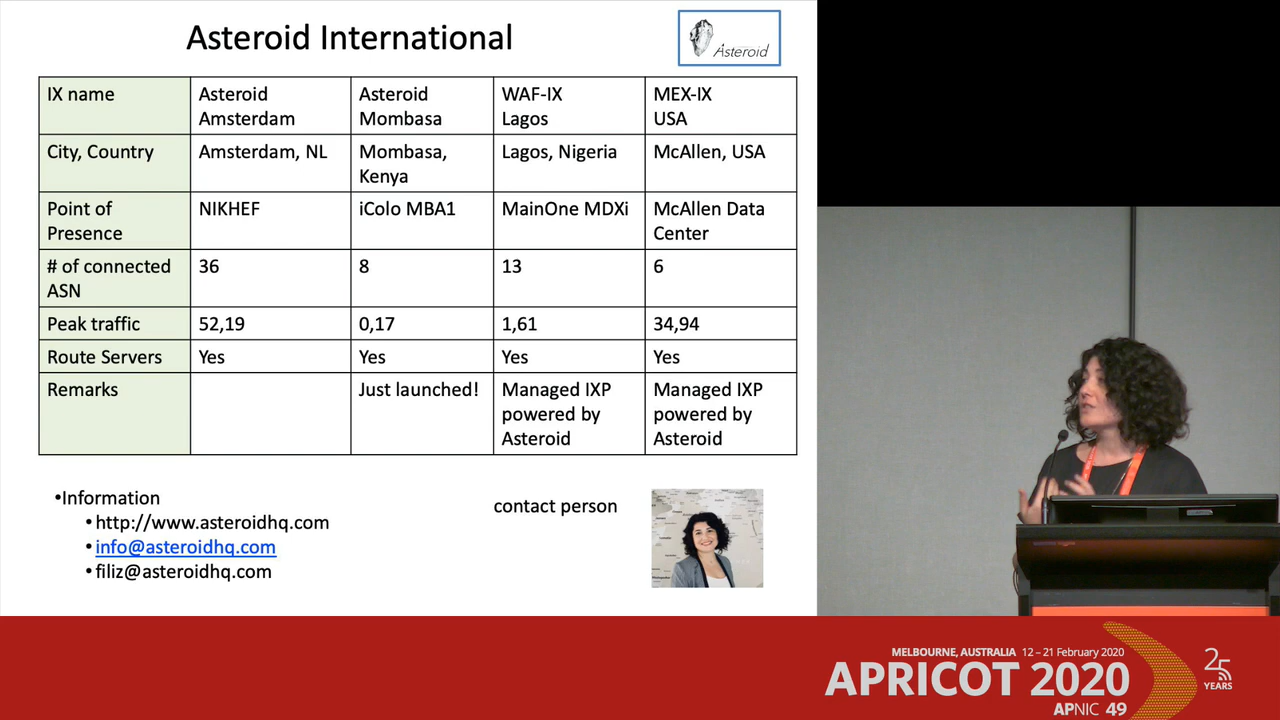 Asteroid International
Asteroid
IX name
Asteroid
Amsterdam
Asteroid
Mombasa
WAF-IX
Lagos
MEX-IX
USA
City, Country
Amsterdam, NL
Mombasa,
Kenya
Lagos, Nigeria
McAllen, USA
Point of
Presence
NIKHEF
iColo MBA1
MainOne MDXi
McAllen Data
Center
# of connected
ASN
36
8
13
6
Peak traffic
52,19
0,17
1,61
34,94
Route Servers
Yes
Yes
Yes
Yes
Remarks
Just launched!
Managed IXP
powered by
Asteroid
Managed IXP
powered by
Asteroid
•Information
•http://www.asteroidhq.com
•info@asteroidhq.com
•filiz@asteroidhq.com
contact person
MELBOURNE, AUSTRALIA 12 – 21 February 2020
APRICOT 2020
APNIC 49
25
YEARS